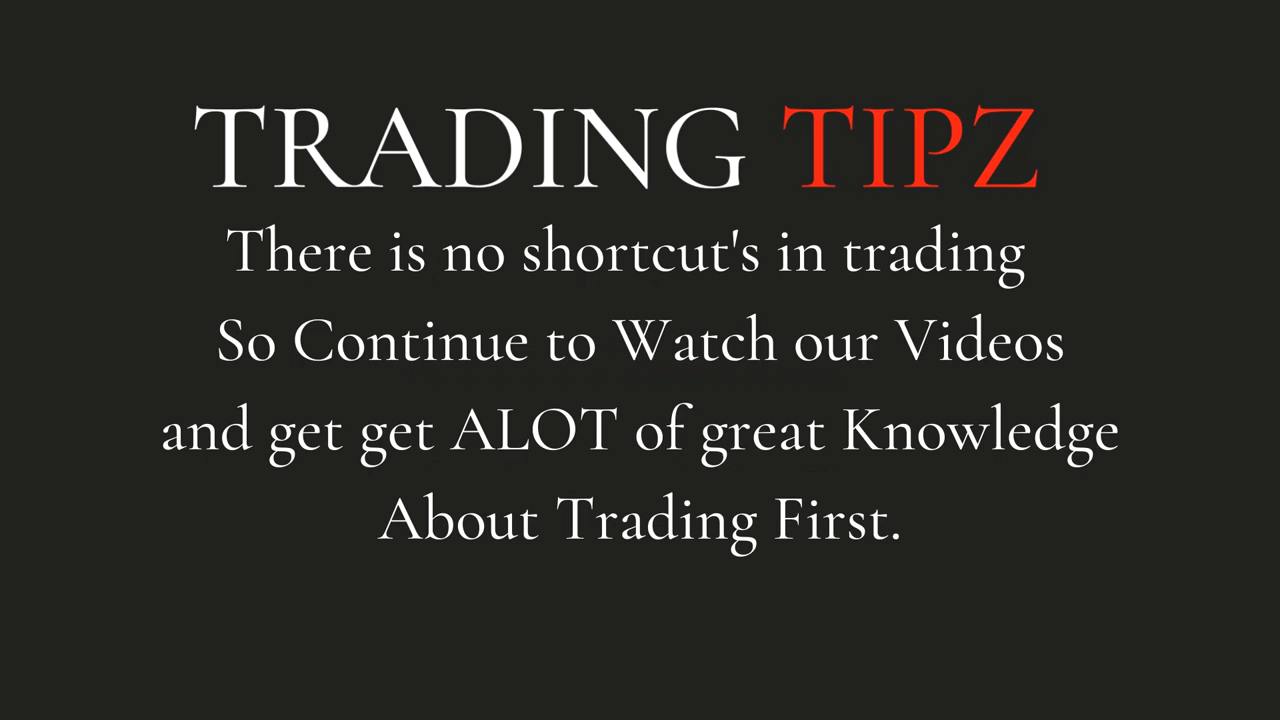 TRADING TIPZ
There is no shortcut's in trading
So Continue to Watch our Videos
and get get ALOT of great Knowledge
About Trading First.